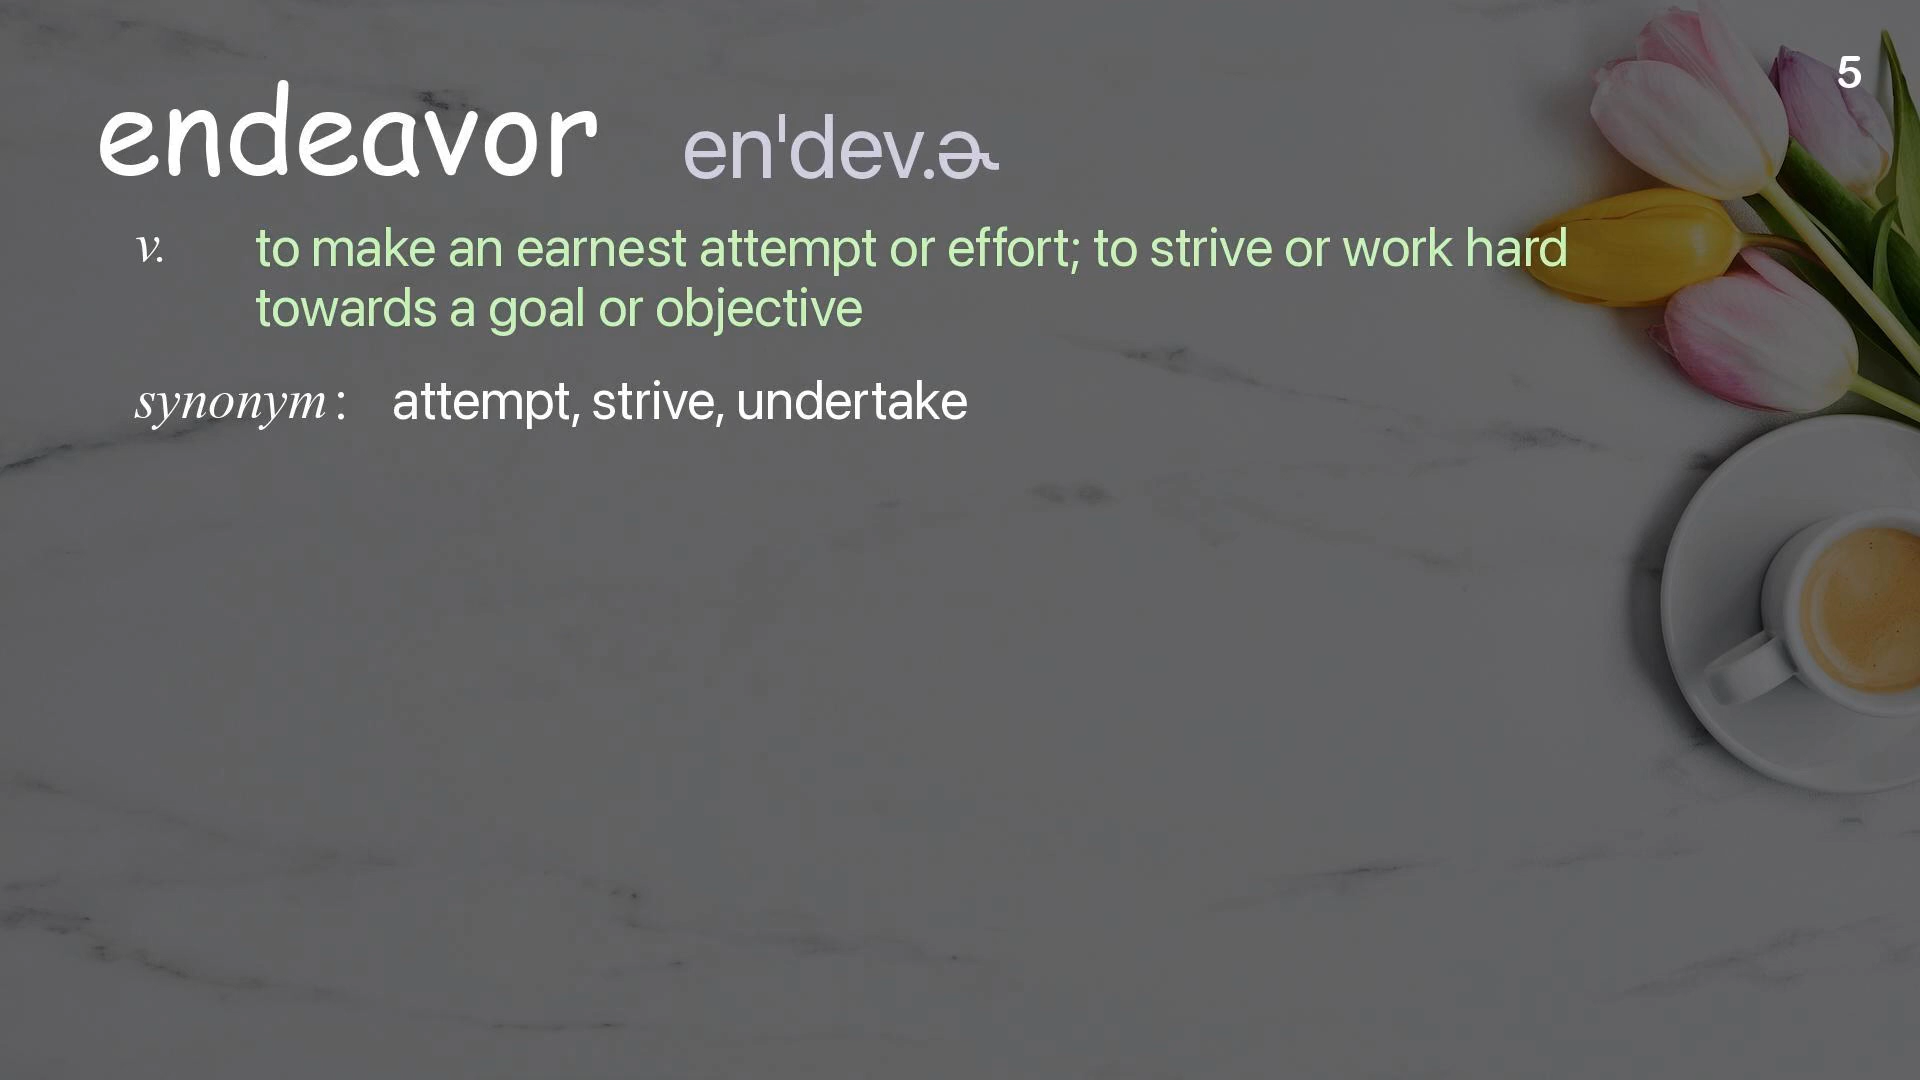 5
endeavor en'dev.ɚ
v. to make an earnest attempt or effort; to strive or work hard
towards a goal or objective
synonym : attempt, strive, undertake